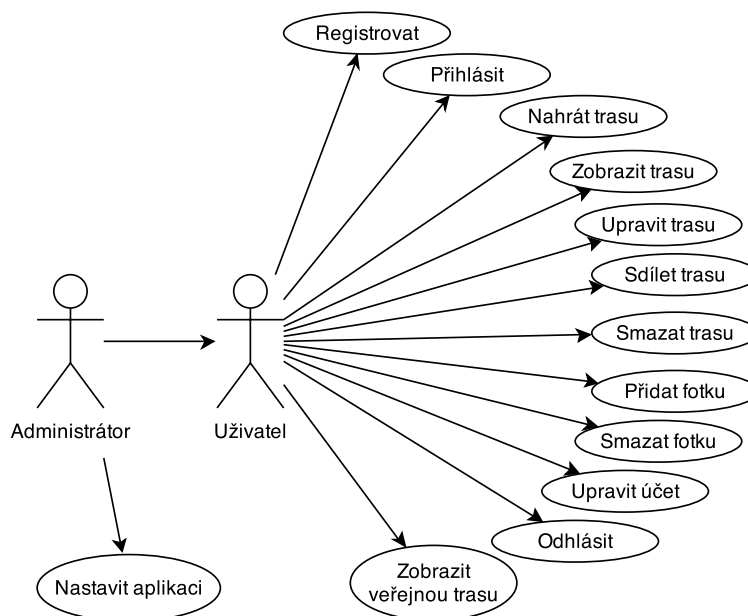 Registrovat
Přihlásit
Nahrát trasu
Zobrazit trasu
Upravit trasu
Sdílet trasu
Smazat trasu
Přidat fotku
Administrátor
Uživatel
Smazat fotku
Upravit účet
Odhlásit
Nastavit aplikaci
Zobrazit
veřejnou trasu